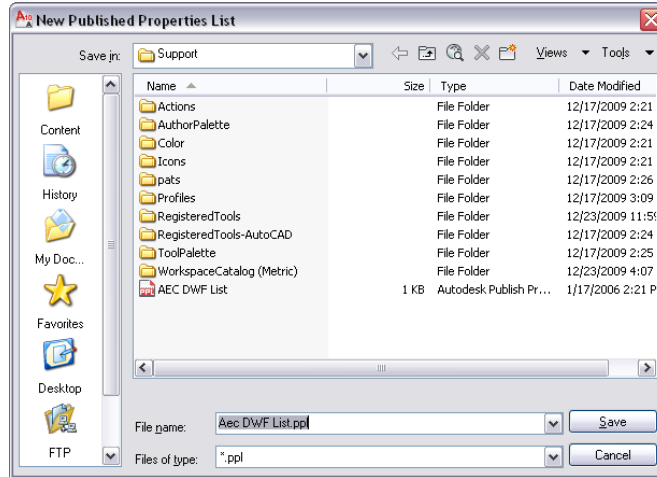 New Published Properties List
Save in: Support Views Tools
Name Size Type Date Modified
Actions File Folder 12/17/2009 2:21
AuthorPalette File Folder 12/17/2009 2:24
Color File Folder 12/17/2009 2:21
Icons File Folder 12/17/2009 2:21
pats File Folder 12/17/2009 2:26
Profiles File Folder 12/17/2009 3:09
RegisteredTools File Folder 12/23/2009 11:59
RegisteredTools-AutoCAD File Folder 12/17/2009 2:24
ToolPalette File Folder 12/17/2009 2:25
WorkspaceCatalog (Metric) File Folder 12/23/2009 4:07
AEC DWF List 1 KB Autodesk Publish Pr... 1/17/2006 2:21 P
Content
History
My Doc...
Favorites
Desktop
FTP
File name: Aec DWF List.ppl Save
Files of type: *.ppl Cancel